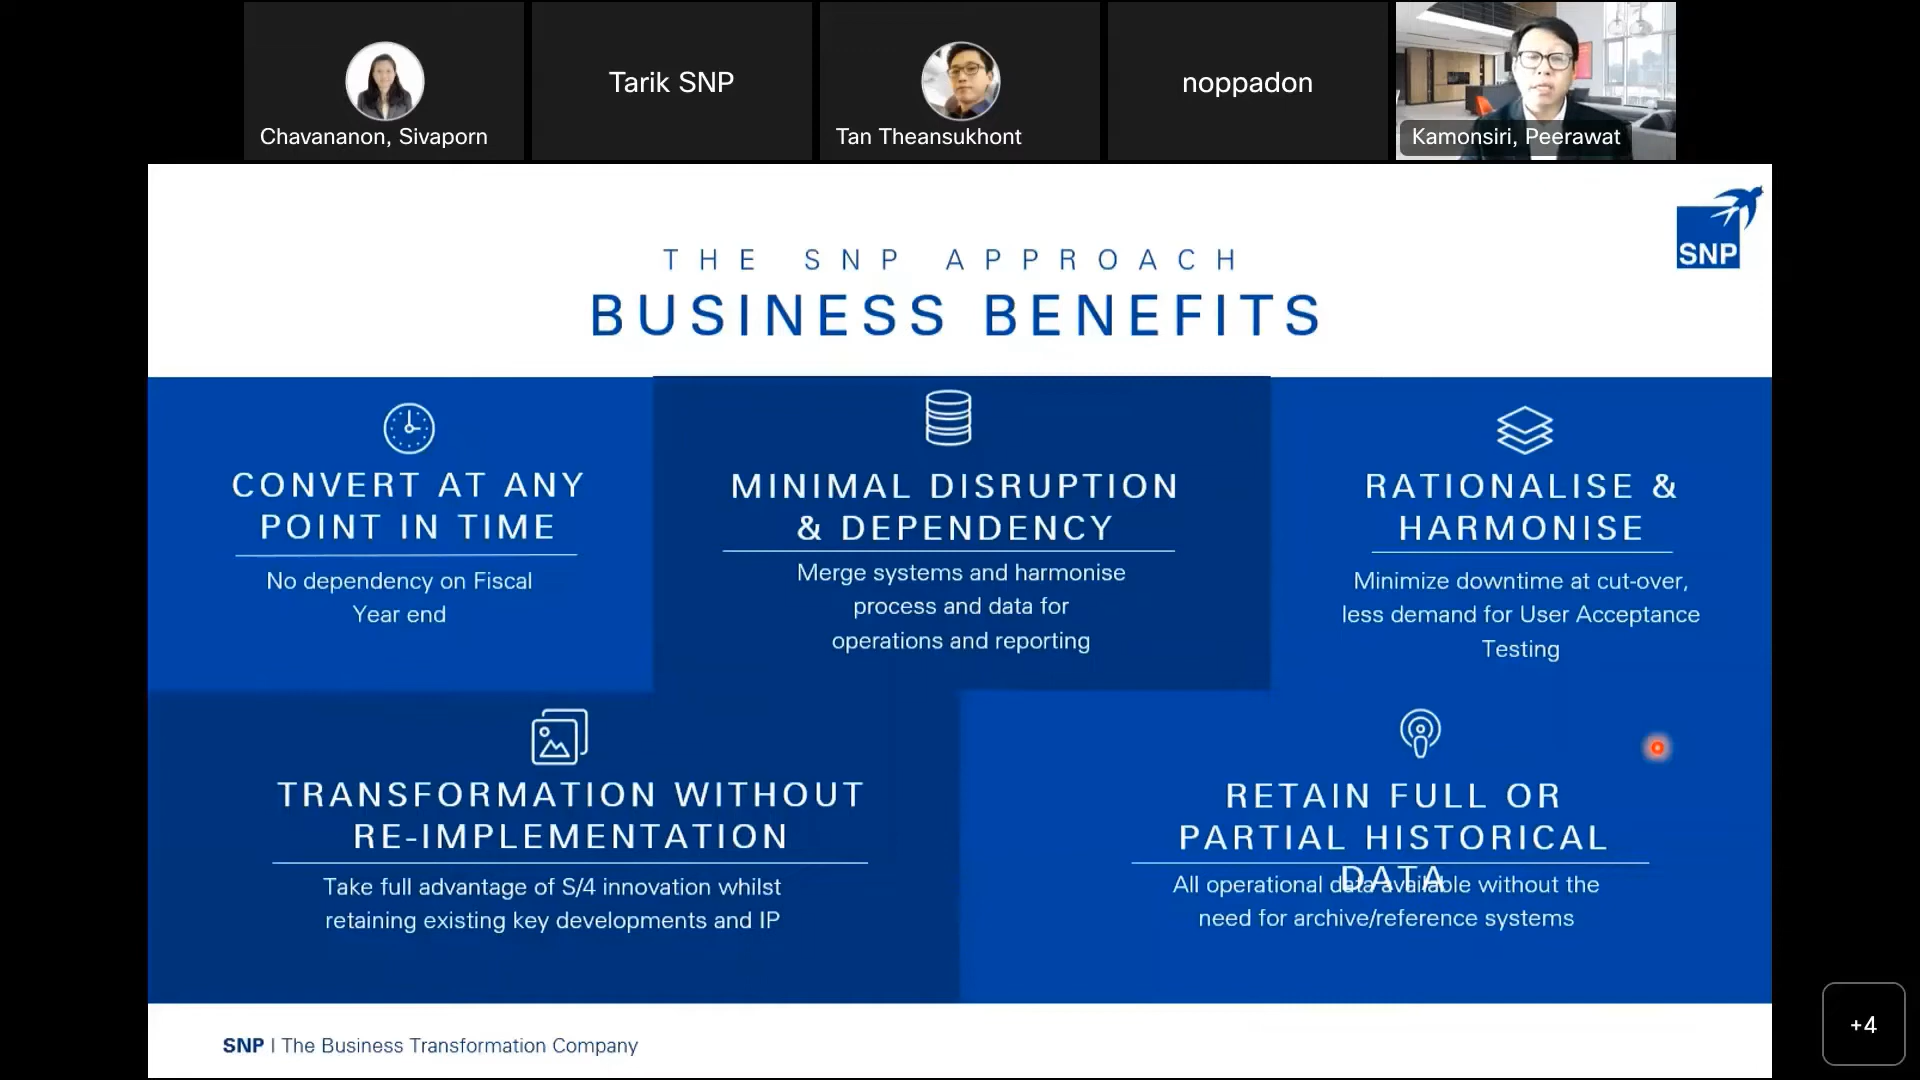 Chavananon, Sivaporn
Tarik SNP
Tan Theansukhont
noppadon
Kamonsiri, Peerawat
SNP
THE SNP APPROACH
BUSINESS BENEFITS
CONVERT AT ANY
POINT IN TIME
No dependency on Fiscal
Year end
MINIMAL DISRUPTION
& DEPENDENCY
Merge systems and harmonise
process and data for
operations and reporting
RATIONALISE &
HARMONISE
Minimize downtime at cut-over,
less demand for User Acceptance
Testing
TRANSFORMATION WITHOUT
RE-IMPLEMENTATION
Take full advantage of S/4 innovation whilst
retaining existing key developments and IP
RETAIN FULL OR
PARTIAL HISTORICAL
DATA
All operational data available without the
need for archive/reference systems
SNP | The Business Transformation Company
+4